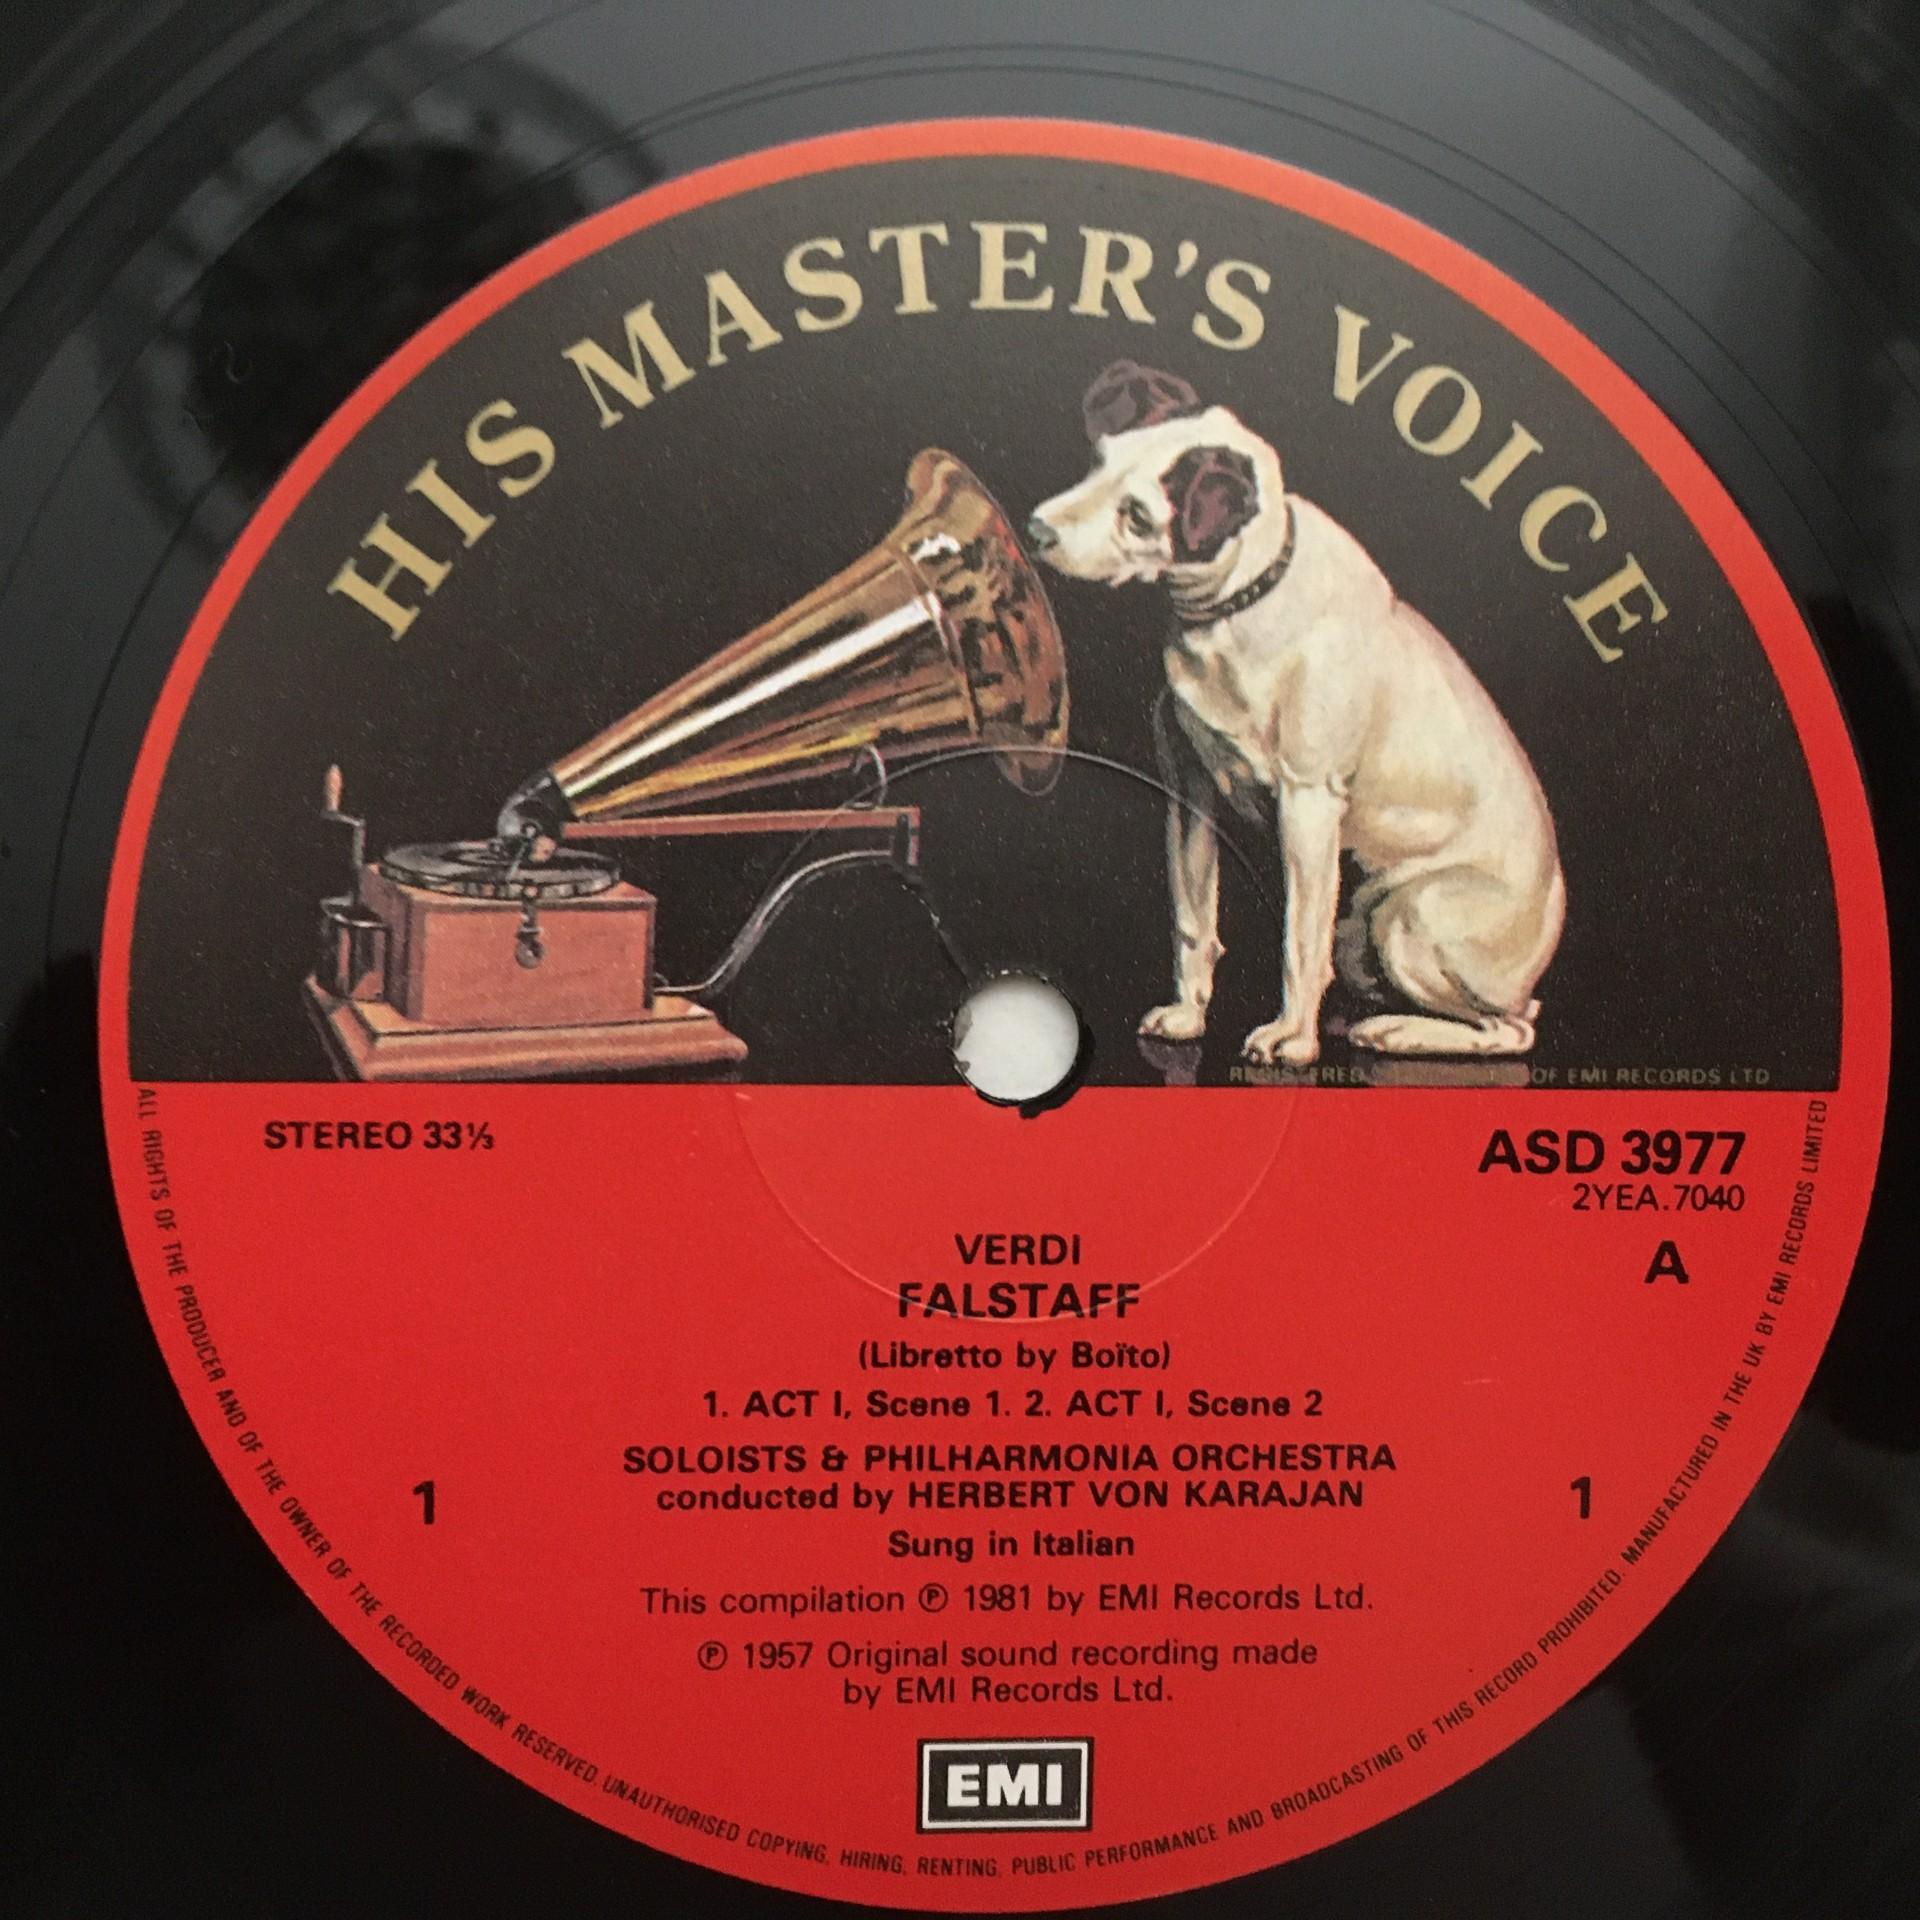 HIS MASTER'S VOICE
REGISTERED OF EMI RECORDS LTD
STEREO 33⅓
ASD 3977
2YEA.7040
A
VERDI
FALSTAFF
(Libretto by Boïto)
1. ACT I, Scene 1. 2. ACT I, Scene 2
SOLOISTS & PHILHARMONIA ORCHESTRA
1 conducted by HERBERT VON KARAJAN 1
Sung in Italian
This compilation ℗ 1981 by EMI Records Ltd.
℗ 1957 Original sound recording made
by EMI Records Ltd.
EMI
ALL RIGHTS OF THE PRODUCER AND OF THE OWNER OF THE RECORDED WORK RESERVED. UNAUTHORISED COPYING, HIRING, RENTING, PUBLIC PERFORMANCE AND BROADCASTING OF THIS RECORD PROHIBITED. MANUFACTURED IN THE UK BY EMI RECORDS LIMITED